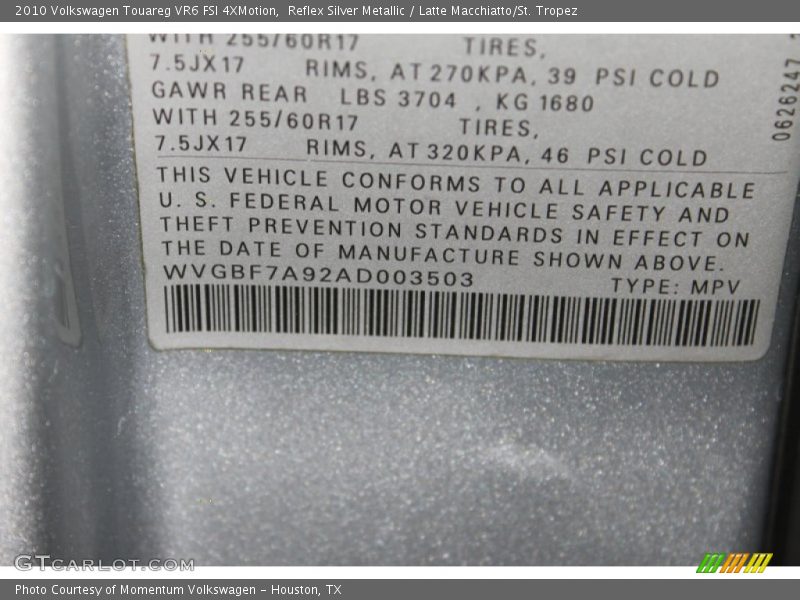 2010 Volkswagen Touareg VR6 FSI 4XMotion, Reflex Silver Metallic / Latte Macchiatto/St. Tropez
WITH 255/60R17 TIRES,
7.5JX17 RIMS, AT 270KPA, 39 PSI COLD
GAWR REAR LBS 3704 , KG 1680
WITH 255/60R17 TIRES,
7.5JX17 RIMS, AT 320KPA, 46 PSI COLD
THIS VEHICLE CONFORMS TO ALL APPLICABLE
U. S. FEDERAL MOTOR VEHICLE SAFETY AND
THEFT PREVENTION STANDARDS IN EFFECT ON
THE DATE OF MANUFACTURE SHOWN ABOVE.
WVGBF7A92AD003503 TYPE: MPV
0626247
GTcarlot.com
Photo Courtesy of Momentum Volkswagen - Houston, TX